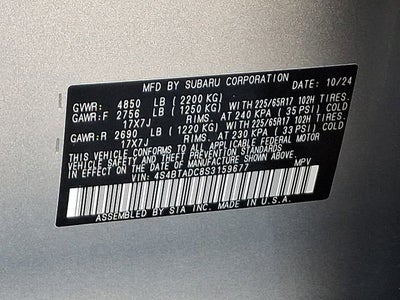 MFD BY SUBARU CORPORATION DATE: 10/24
GVWR: 4850 LB (2200 KG)
GAWR:F 2756 LB (1250 KG) WITH 225/65R17 102H TIRES,
17X7J RIMS, AT 240 KPA (35 PSI) COLD
GAWR:R 2690 LB (1220 KG) WITH 225/65R17 102H TIRES,
17X7J RIMS, AT 230 KPA (33 PSI) COLD
THIS VEHICLE CONFORMS TO ALL APPLICABLE FEDERAL MOTOR
VEHICLE SAFETY AND THEFT PREVENTION STANDARDS IN EFFECT
ON THE DATE OF MANUFACTURE SHOWN ABOVE.
VIN: 4S4BTADC8S3159677 MPV
ASSEMBLED BY SIA INC. MADE IN U.S.A.